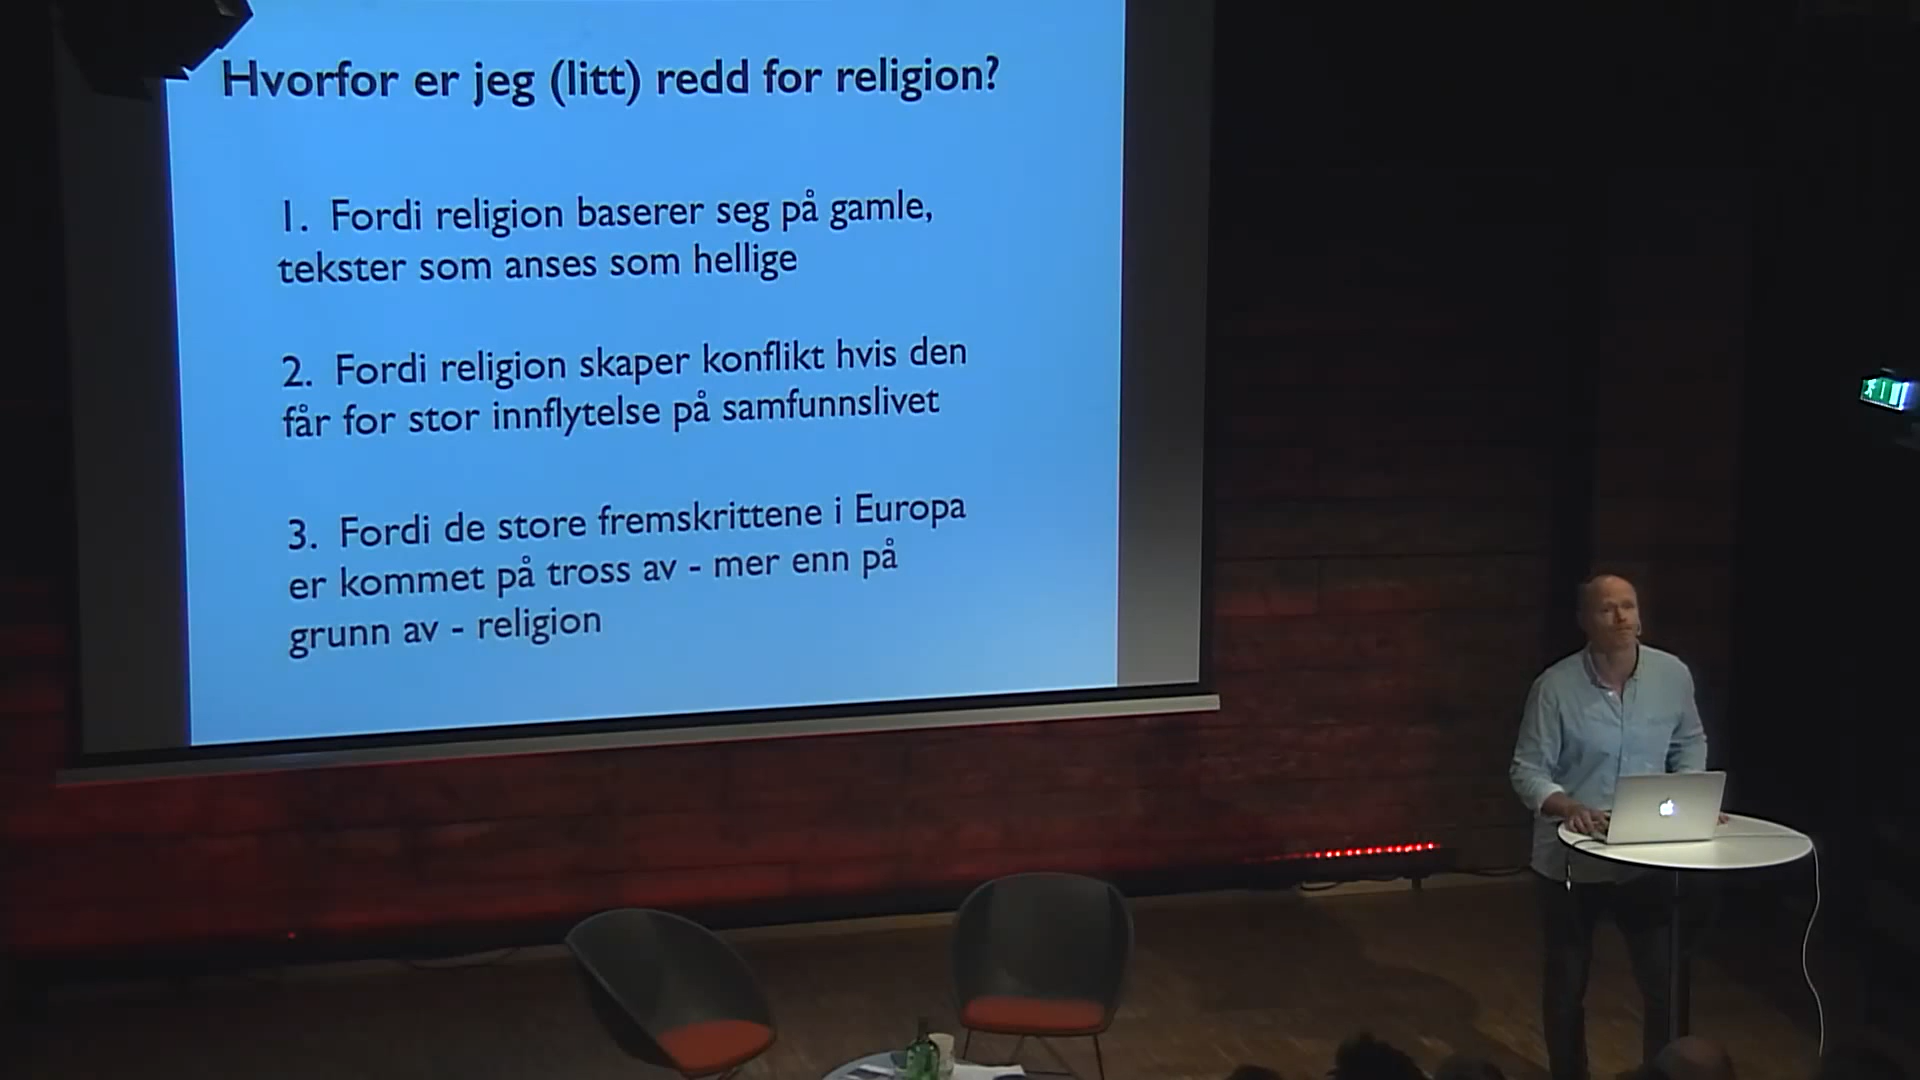 Hvorfor er jeg (litt) redd for religion?
1. Fordi religion baserer seg på gamle,
tekster som anses som hellige
2. Fordi religion skaper konflikt hvis den
får for stor innflytelse på samfunnslivet
3. Fordi de store fremskrittene i Europa
er kommet på tross av - mer enn på
grunn av - religion